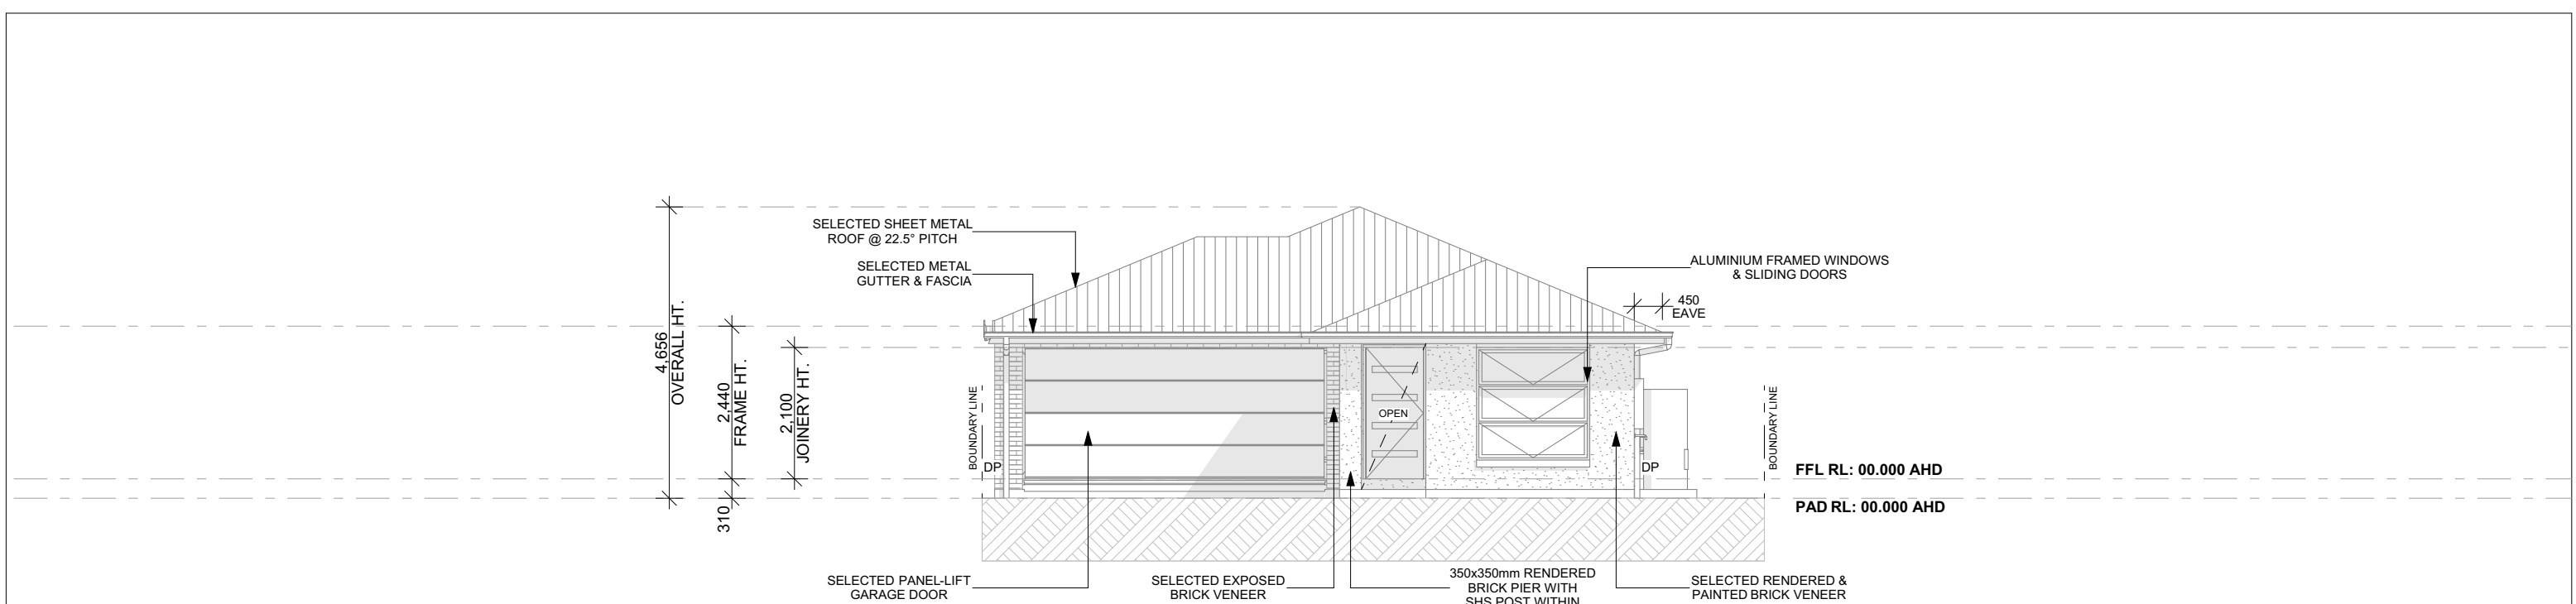 SELECTED SHEET METAL
ROOF @ 22.5° PITCH
SELECTED METAL
GUTTER & FASCIA
ALUMINIUM FRAMED WINDOWS
& SLIDING DOORS
450
EAVE
4,656
OVERALL HT.
2,440
FRAME HT.
2,100
JOINERY HT.
310
BOUNDARY LINE
DP
OPEN
DP
BOUNDARY LINE
FFL RL: 00.000 AHD
PAD RL: 00.000 AHD
SELECTED PANEL-LIFT
GARAGE DOOR
SELECTED EXPOSED
BRICK VENEER
350x350mm RENDERED
BRICK PIER WITH
SHS POST WITHIN
SELECTED RENDERED &
PAINTED BRICK VENEER